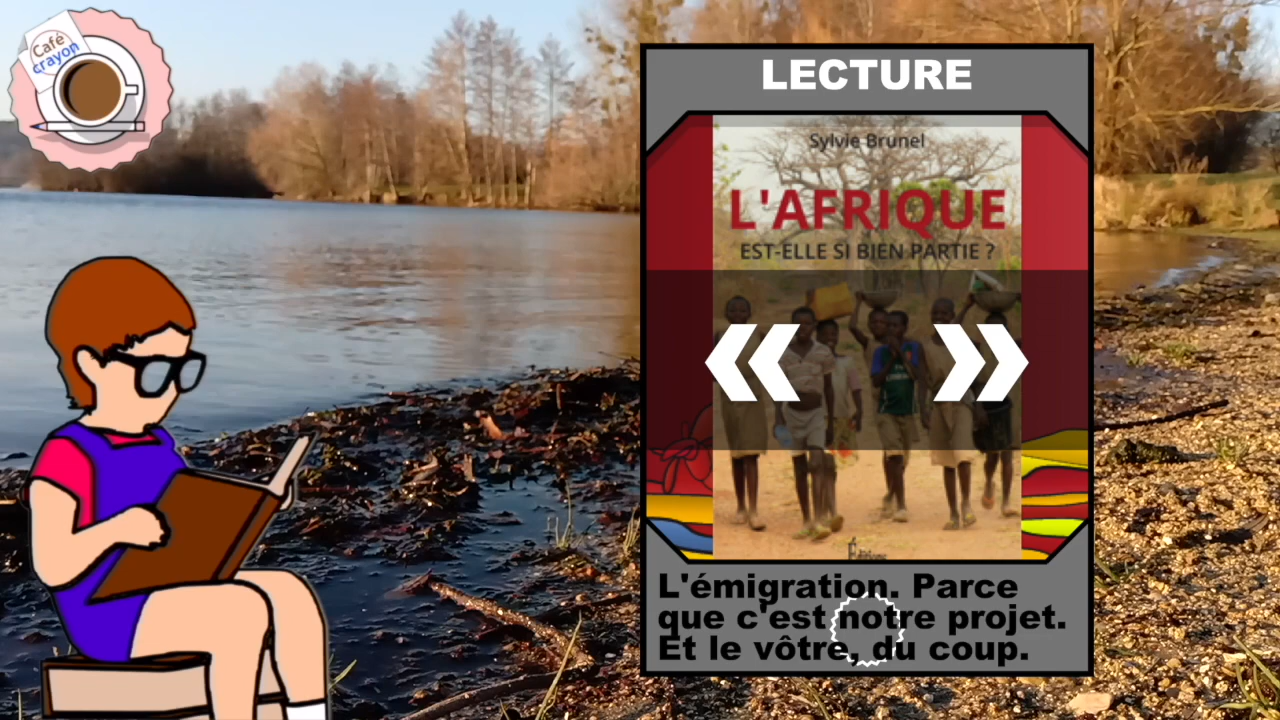 Café
crayon
LECTURE
Sylvie Brunel
L'AFRIQUE
EST-ELLE SI BIEN PARTIE ?
Éditions
L'émigration. Parce
que c'est notre projet.
Et le vôtre, du coup.